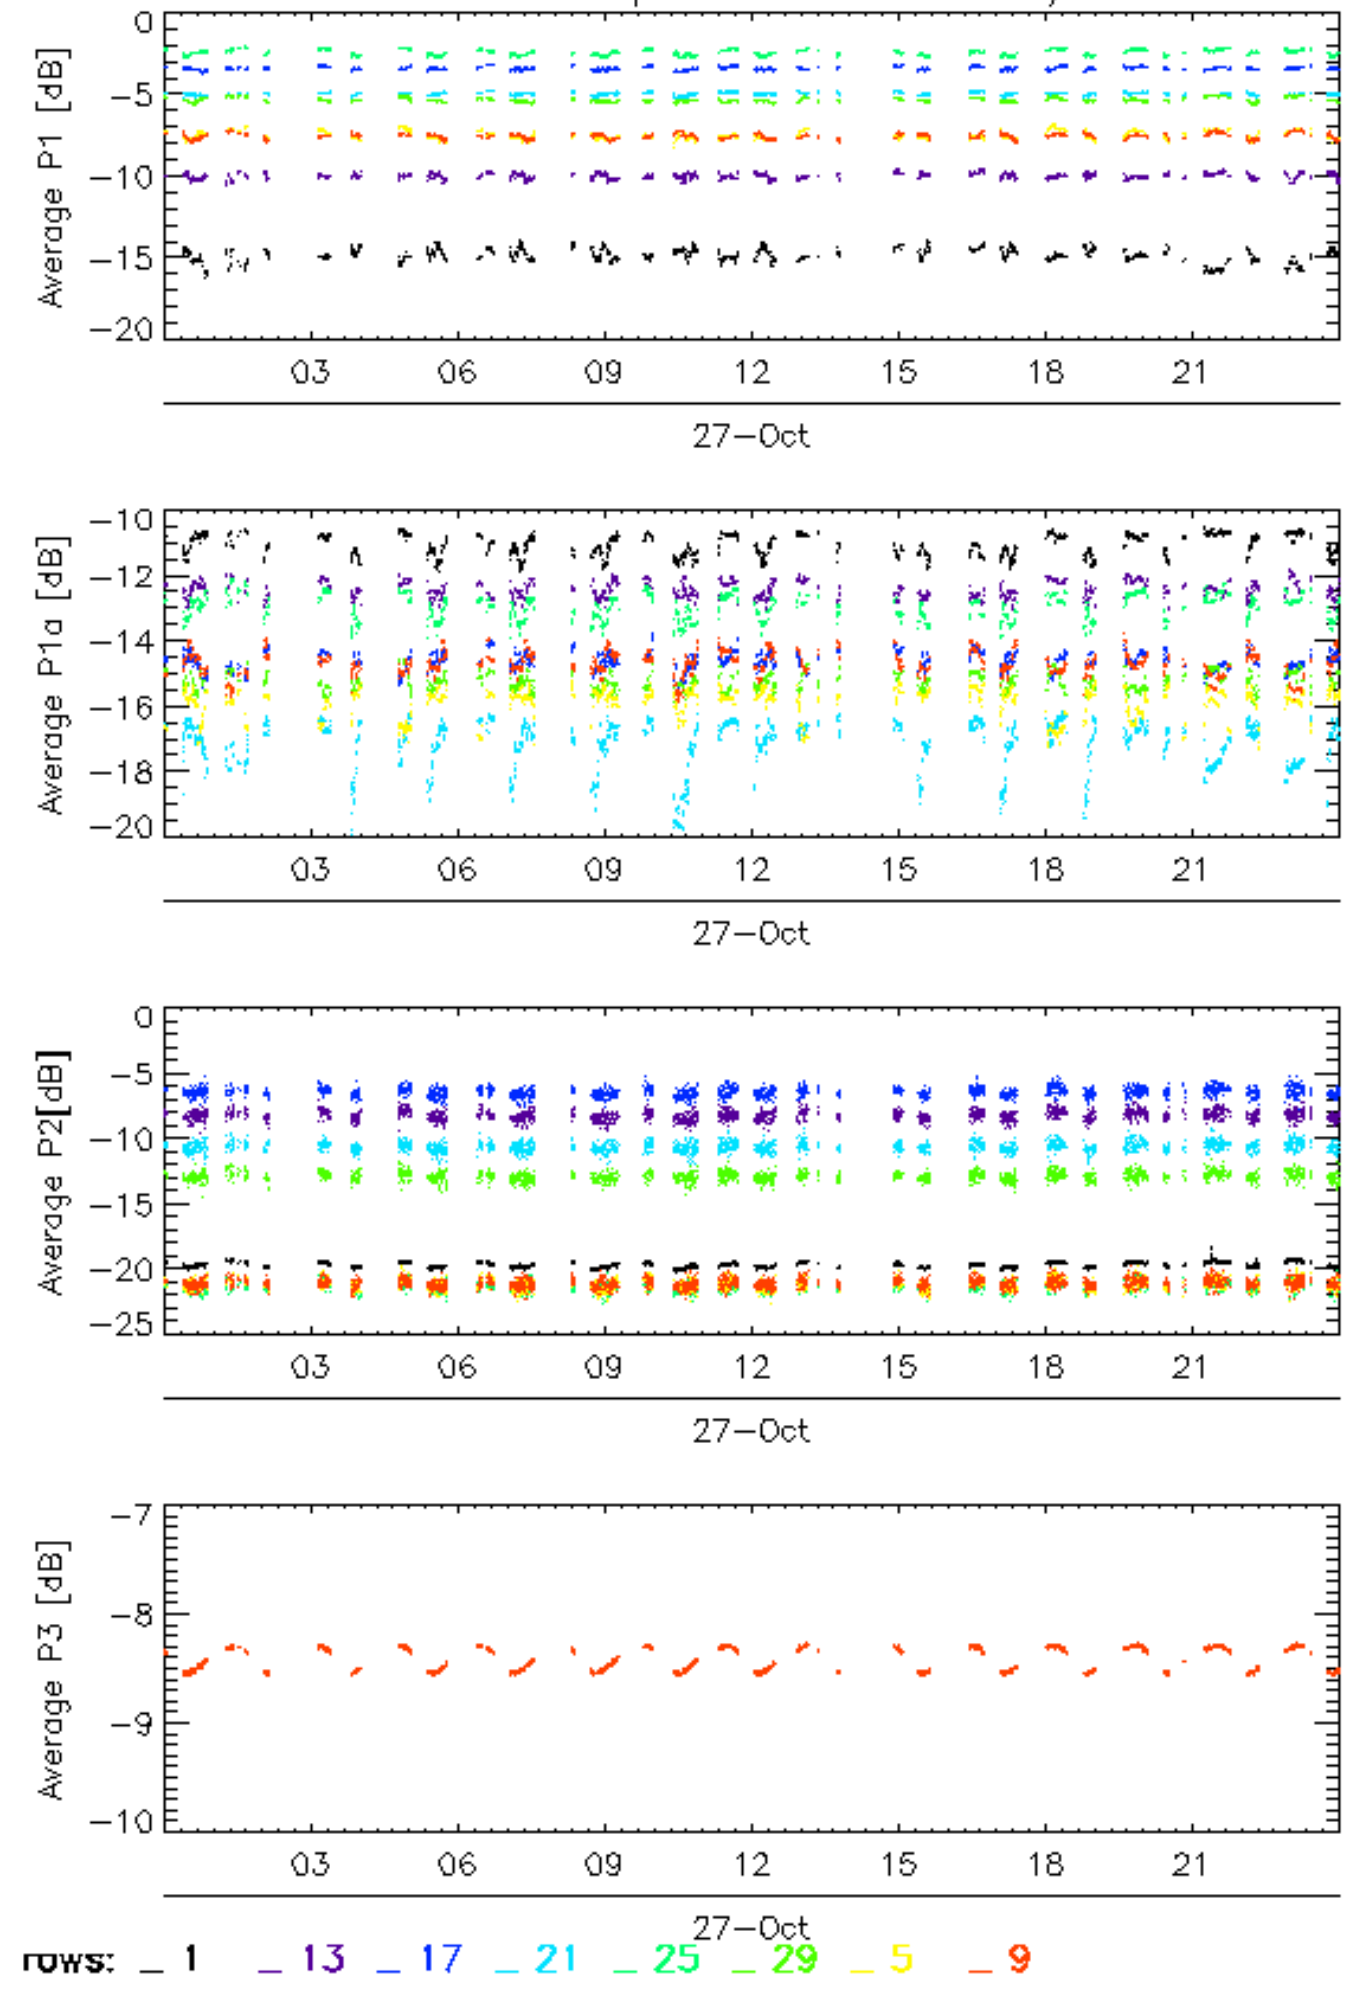 Average P1 [dB]
0
−5
−10
−15
−20
03 06 09 12 15 18 21
27−Oct
Average P1a [dB]
−10
−12
−14
−16
−18
−20
03 06 09 12 15 18 21
27−Oct
Average P2[dB]
0
−5
−10
−15
−20
−25
03 06 09 12 15 18 21
27−Oct
Average P3 [dB]
−7
−8
−9
−10
03 06 09 12 15 18 21
27−Oct
rows: _ 1 _ 13 _ 17 _ 21 _ 25 _ 29 _ 5 _ 9